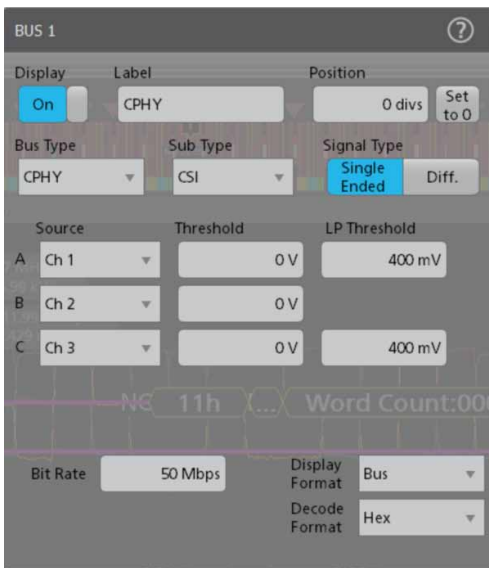 BUS 1 ?
Display Label Position
On CPHY 0 divs Set to 0
Bus Type Sub Type Signal Type
CPHY CSI Single Ended Diff.
Source Threshold LP Threshold
A Ch 1 0 V 400 mV
B Ch 2 0 V
C Ch 3 0 V 400 mV
11h (...) Word Count:00
Bit Rate 50 Mbps Display Format Bus
Decode Format Hex